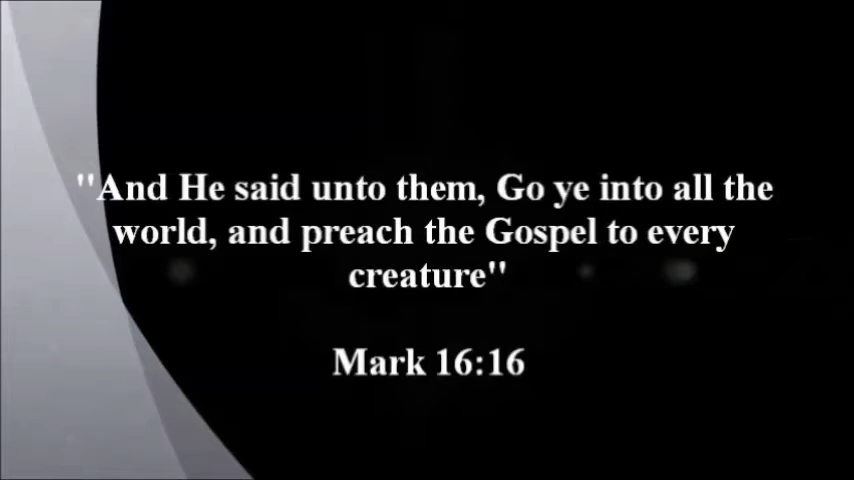 "And He said unto them, Go ye into all the
world, and preach the Gospel to every
creature"
Mark 16:16